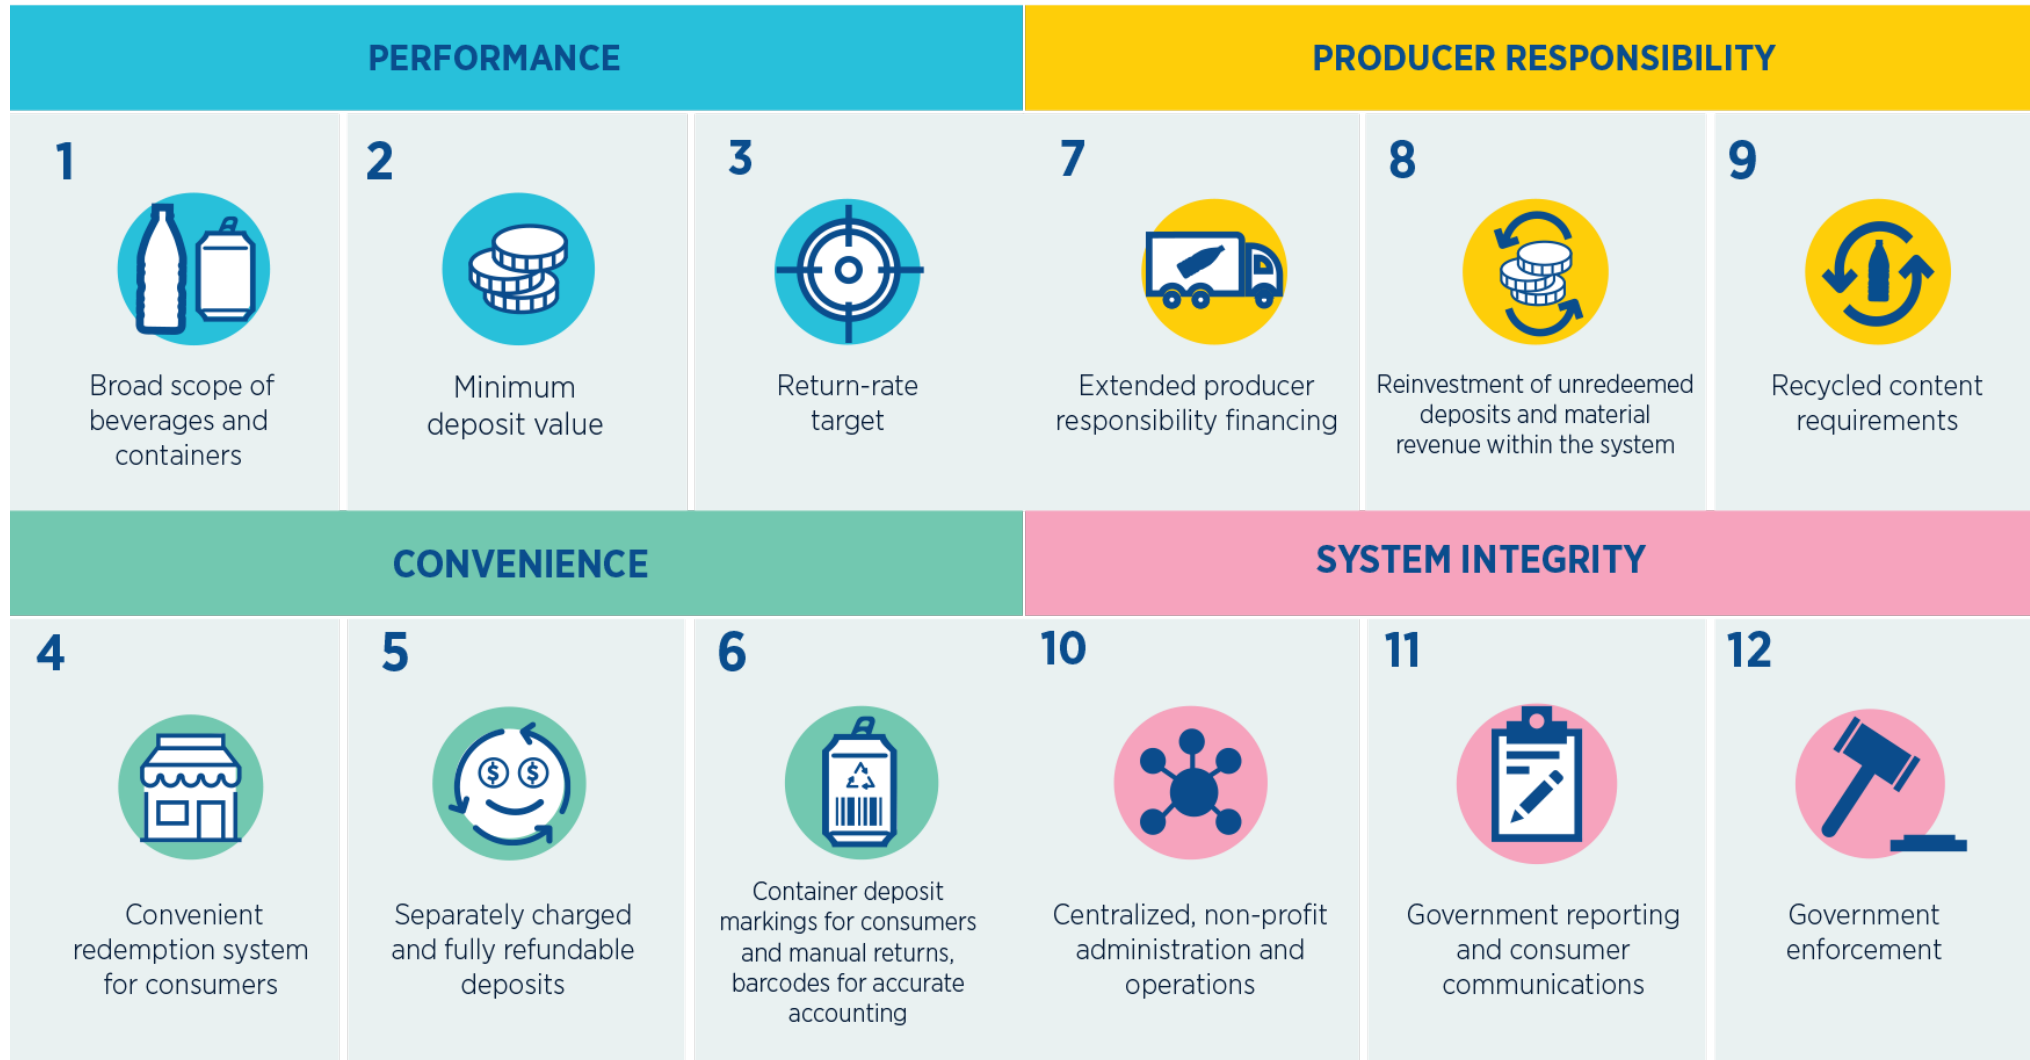 PERFORMANCE
1
Broad scope of
beverages and
containers
2
Minimum
deposit value
3
Return-rate
target
PRODUCER RESPONSIBILITY
7
Extended producer
responsibility financing
8
Reinvestment of unredeemed
deposits and material
revenue within the system
9
Recycled content
requirements
CONVENIENCE
4
Convenient
redemption system
for consumers
5
$ $
Separately charged
and fully refundable
deposits
6
Container deposit
markings for consumers
and manual returns,
barcodes for accurate
accounting
SYSTEM INTEGRITY
10
Centralized, non-profit
administration and
operations
11
Government reporting
and consumer
communications
12
Government
enforcement